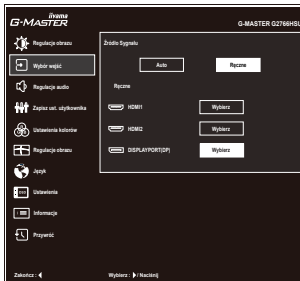 iiyama
G-MASTER G-MASTER G2766HSU
Regulacja obrazu Źródło Sygnału
Wybór wejść Auto Ręczne
Regulacja audio Ręczne
Zapisz ust. użytkownika HDMI1 Wybierz
Ustawienia kolorów HDMI2 Wybierz
Regulacje obrazu DISPLAYPORT(DP) Wybierz
Język
Ustawienia
Informacje
Przywróć
Zakończ : Wybierz : / Naciśnij